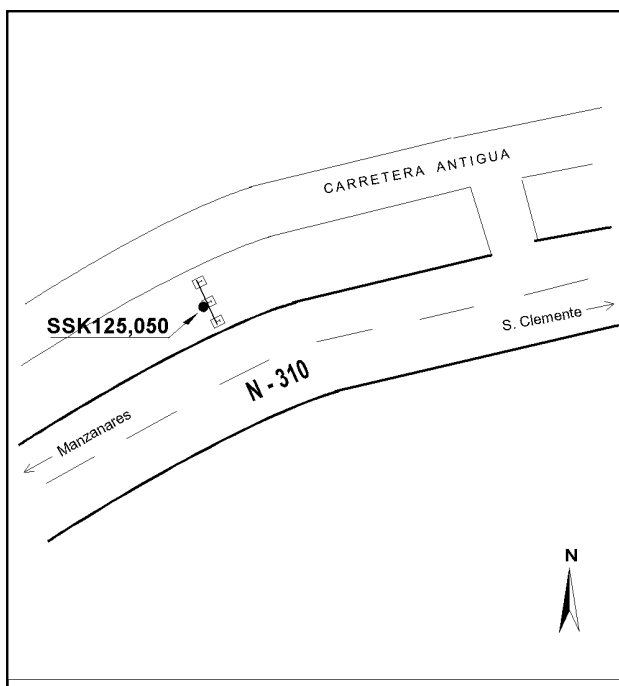 CARRETERA ANTIGUA
SSK125,050
S. Clemente
N - 310
Manzanares
N